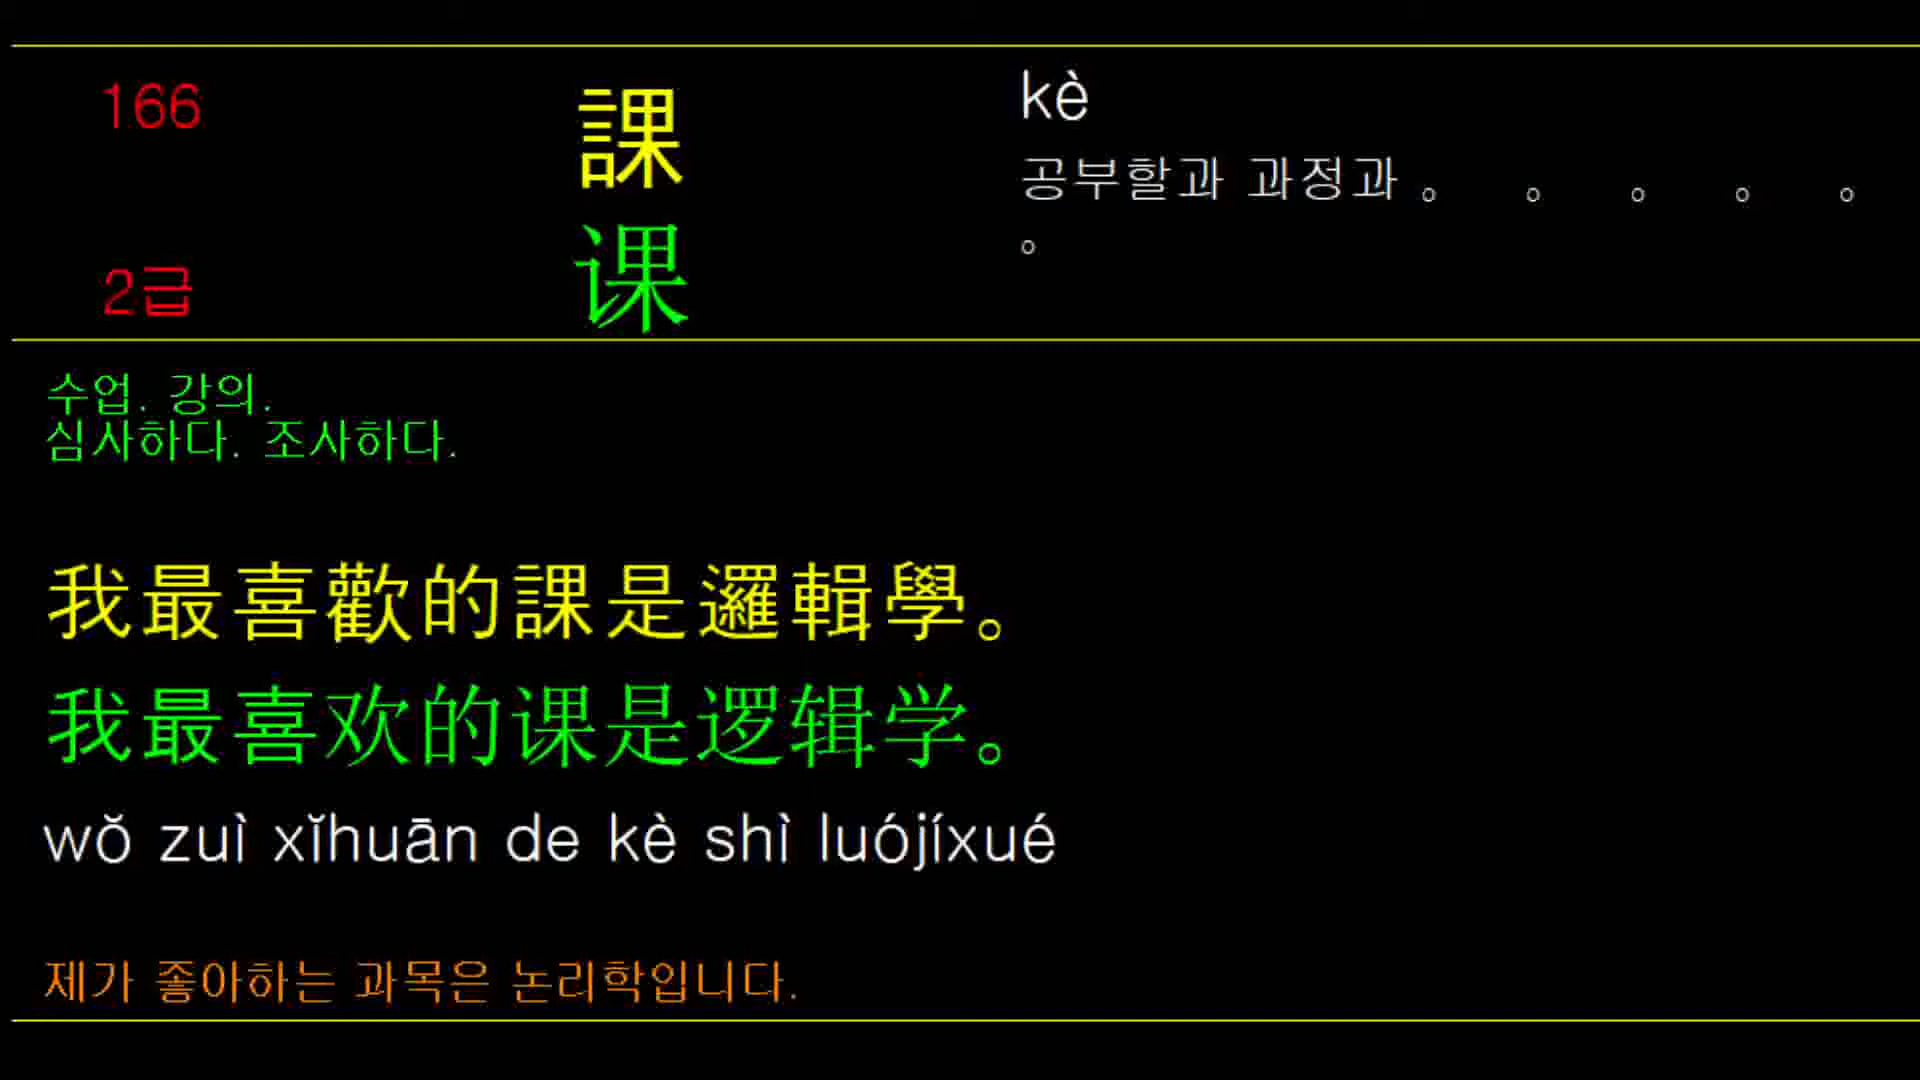 166
2급
課
课
kè
공부할과 과정과 。 。 。 。 。
。
수업. 강의.
심사하다. 조사하다.
我最喜歡的課是邏輯學。
我最喜欢的课是逻辑学。
wǒ zuì xǐhuān de kè shì luójíxué
제가 좋아하는 과목은 논리학입니다.